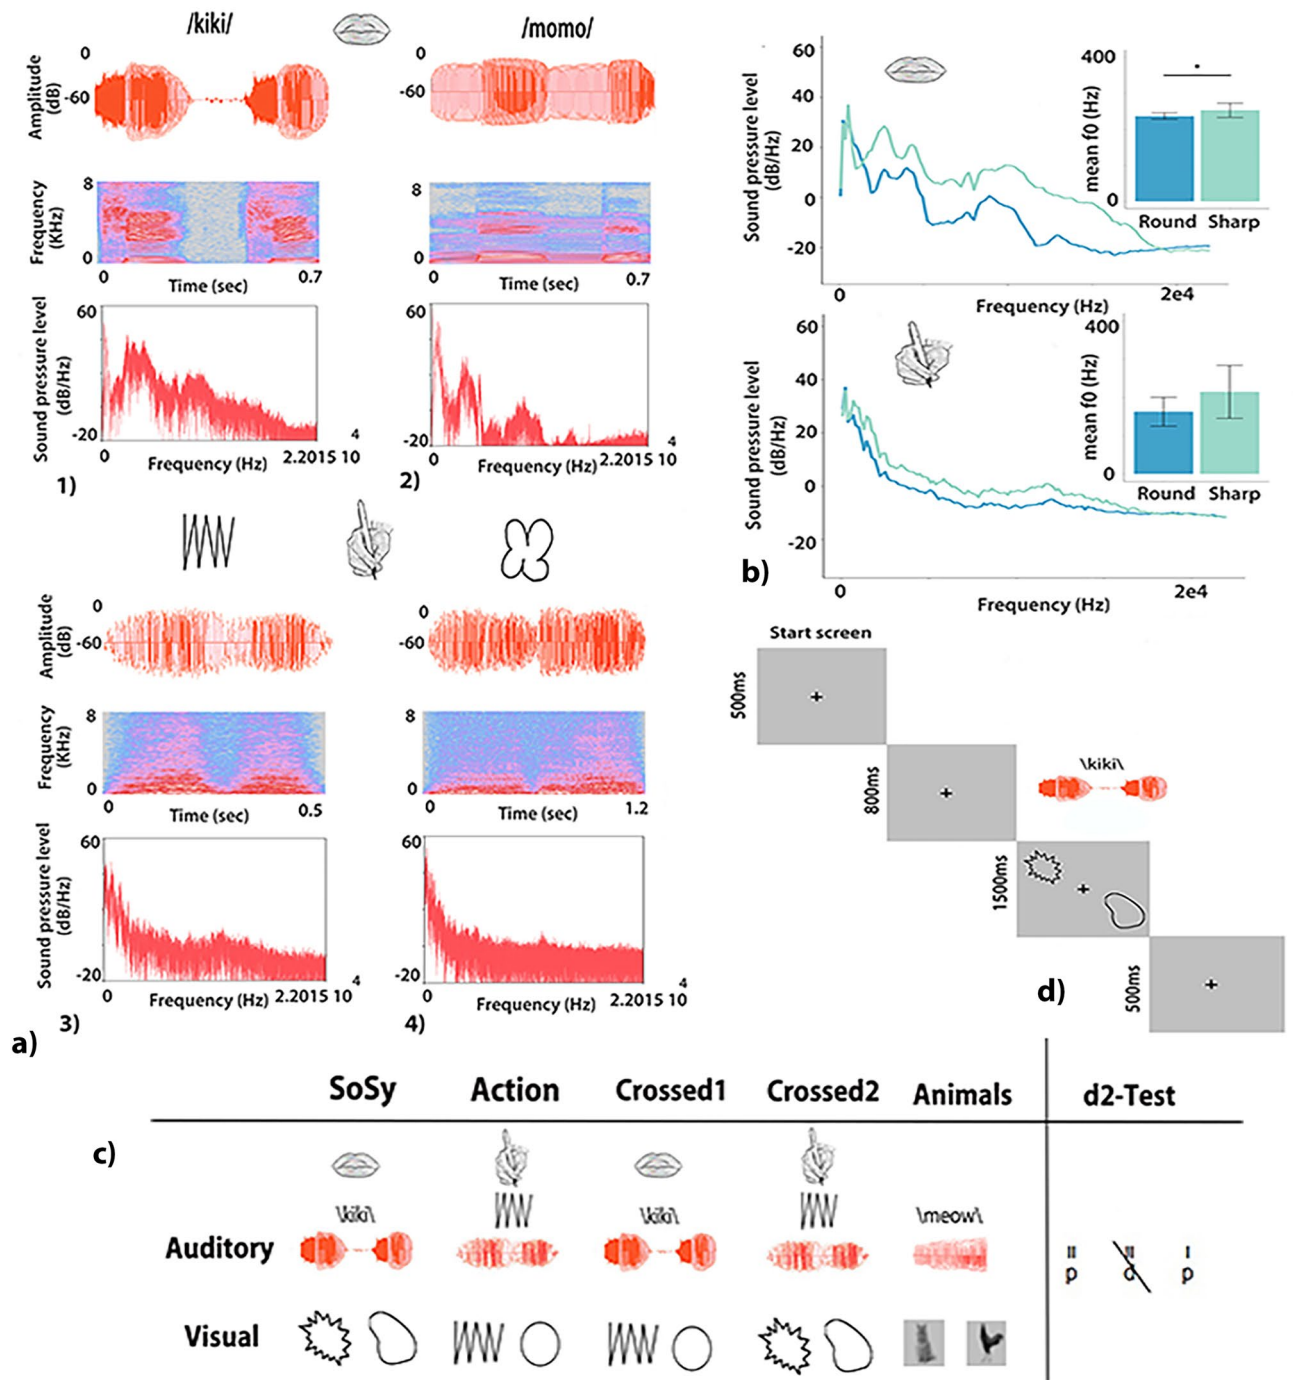 /kiki/
/momo/
Amplitude
(dB)
0
-60
0
-60
Frequency
(KHz)
8
0
8
0
0
Time (sec)
0.7
0
Time (sec)
0.7
Sound pressure level
(dB/Hz)
60
-20
60
-20
0
Frequency (Hz)
2.2015 10
4
0
Frequency (Hz)
2.2015 10
4
1)
2)
Amplitude
(dB)
0
-60
0
-60
Frequency
(KHz)
8
0
8
0
0
Time (sec)
0.5
0
Time (sec)
1.2
Sound pressure level
(dB/Hz)
60
-20
60
-20
0
Frequency (Hz)
2.2015 10
4
0
Frequency (Hz)
2.2015 10
4
3)
4)
a)
Sound pressure level
(dB/Hz)
60
40
20
0
-20
0
Frequency (Hz)
2e4
mean f0 (Hz)
400
0
Round
Sharp
Sound pressure level
(dB/Hz)
60
40
20
0
-20
0
Frequency (Hz)
2e4
mean f0 (Hz)
400
0
Round
Sharp
b)
Start screen
500ms
800ms
\kiki\
1500ms
500ms
d)
c)
SoSy
Action
Crossed1
Crossed2
Animals
d2-Test
Auditory
\kiki\
\kiki\
\meow\
p
d
p
Visual